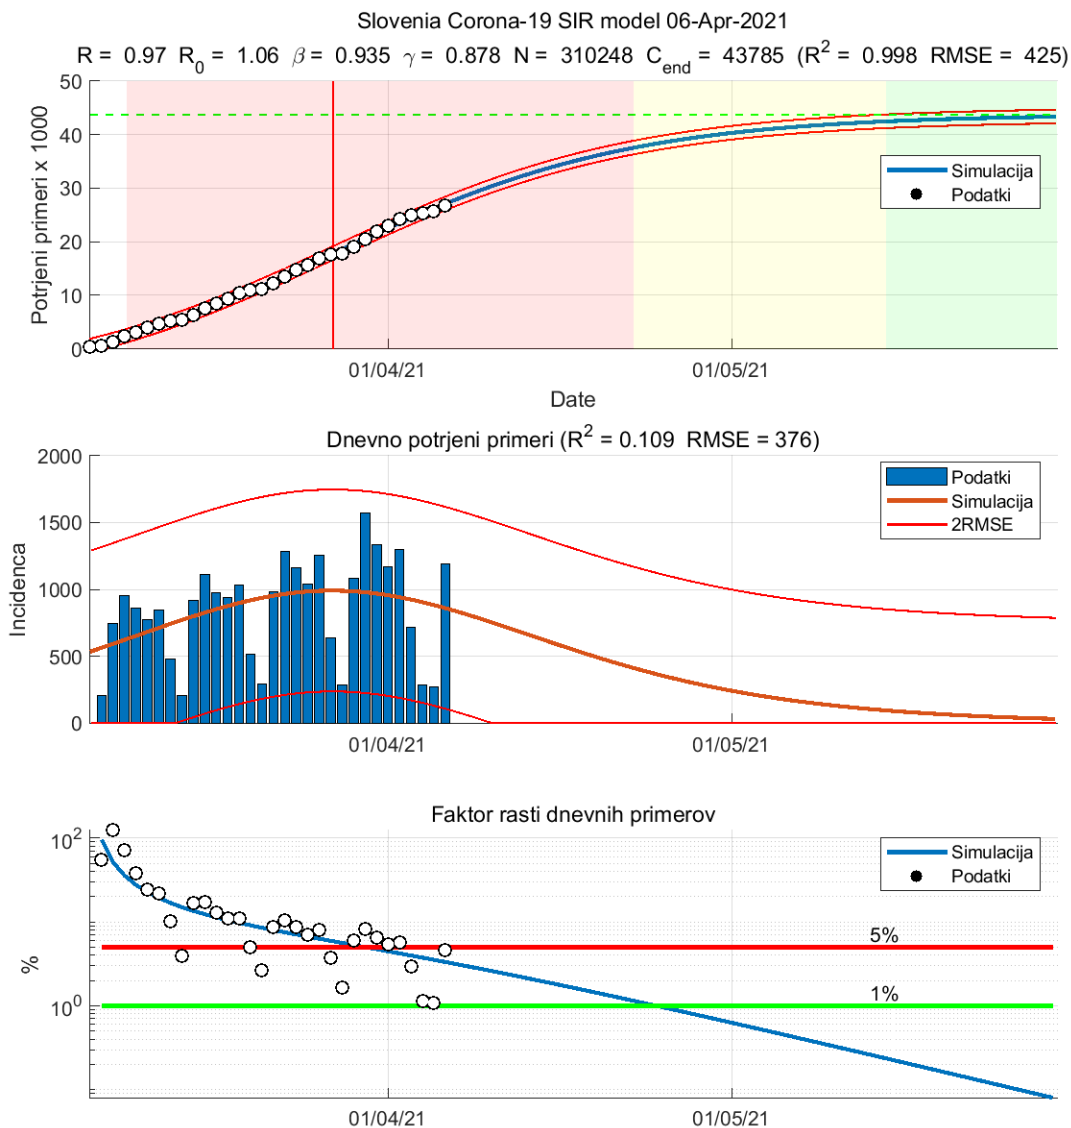 Slovenia Corona-19 SIR model 06-Apr-2021
R = 0.97 R0 = 1.06 β = 0.935 γ = 0.878 N = 310248 Cend = 43785 (R2 = 0.998 RMSE = 425)
Potrjeni primeri x 1000
50
40
30
20
10
0
Simulacija
Podatki
01/04/21
01/05/21
Date
Dnevno potrjeni primeri (R2 = 0.109 RMSE = 376)
Incidenca
2000
1500
1000
500
0
Podatki
Simulacija
2RMSE
01/04/21
01/05/21
Faktor rasti dnevnih primerov
%
102
100
Simulacija
Podatki
5%
1%
01/04/21
01/05/21